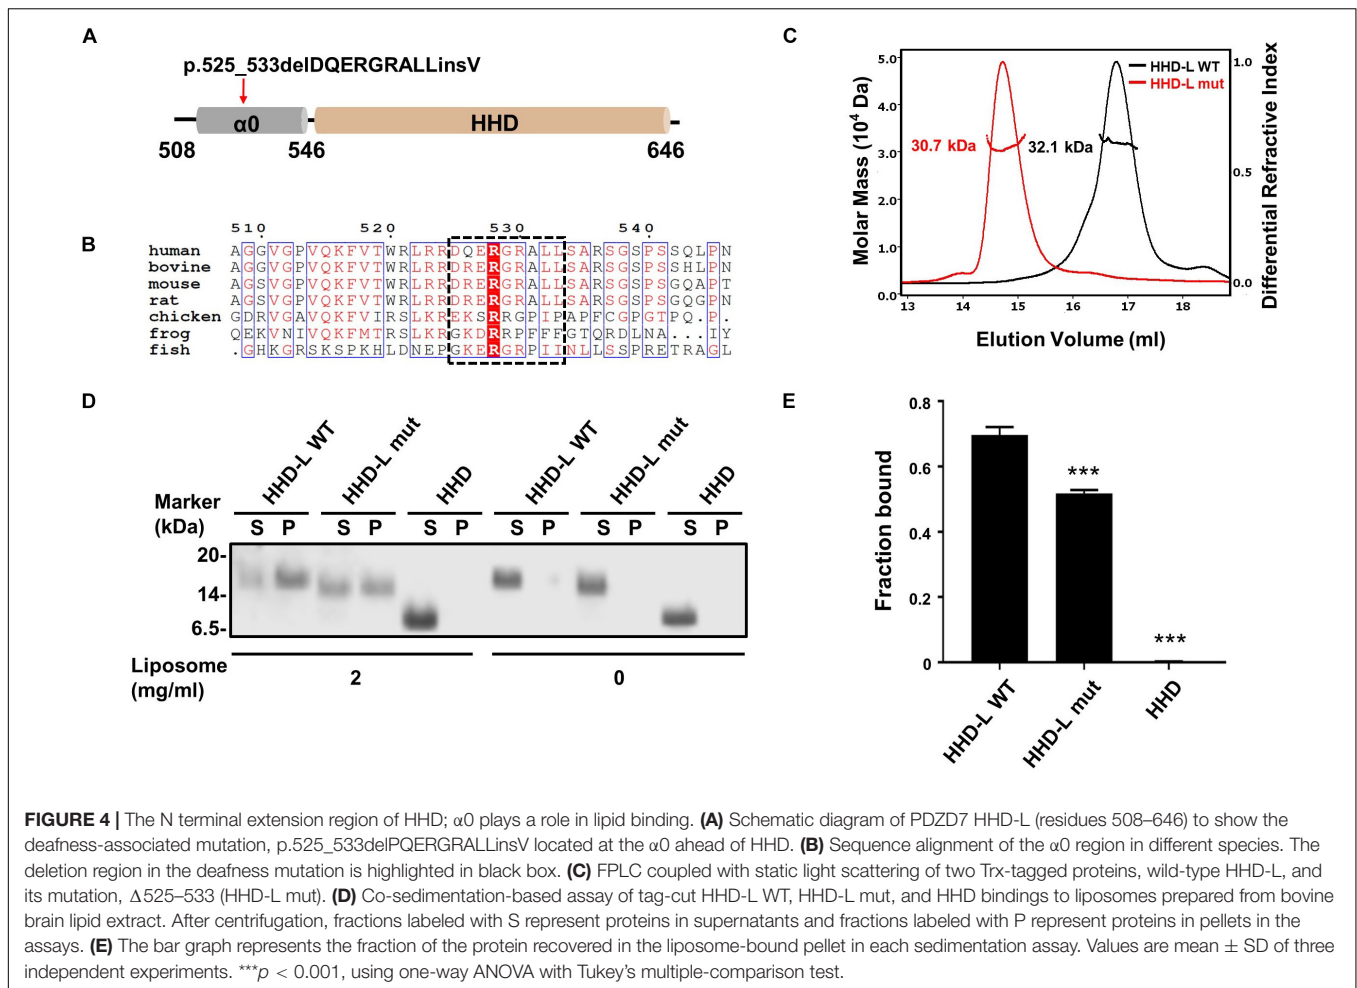 A
p.525_533delDQERGRALLinsV
α0
HHD
508
546
646
B
510 520 530 540
human AGGVGPVQKFVTWRLRRDQERGRALLSARSGSPSSQLPN
bovine AGGVGPVQKFVTWRLRRDRERGRALLSARSGSPSSHLPN
mouse AGSVGPVQKFVTWRLRRDRERGRALLSARSGSPSGQAPT
rat AGSVGPVQKFVTWRLRRDRERGRALLSARSGSPSGQGPN
chicken GDRVGAVQKFVIRSLKREKSRRGPIPAPFCGPGTPQ.P.
frog QEKVNIVQKFMTRSLKRGKDRRPFFFGTQRDLNA...IY
fish .GHKGRSKSPKHLDNEPGKERGRPIINLLSSPRETRAGL
C
HHD-L WT
HHD-L mut
30.7 kDa
32.1 kDa
Molar Mass (10⁴ Da)
5.0
4.0
3.0
2.0
1.0
0.0
Differential Refractive Index
1.0
0.5
0.0
13 14 15 16 17 18
Elution Volume (ml)
D
HHD-L WT HHD-L mut HHD HHD-L WT HHD-L mut HHD
Marker
(kDa)
S P S P S P S P S P S P
20-
14-
6.5-
Liposome
(mg/ml)
2 0
E
Fraction bound
0.8
0.6
0.4
0.2
0
***
***
HHD-L WT HHD-L mut HHD
FIGURE 4 | The N terminal extension region of HHD; α0 plays a role in lipid binding. (A) Schematic diagram of PDZD7 HHD-L (residues 508–646) to show the
deafness-associated mutation, p.525_533delPQERGRALLinsV located at the α0 ahead of HHD. (B) Sequence alignment of the α0 region in different species. The
deletion region in the deafness mutation is highlighted in black box. (C) FPLC coupled with static light scattering of two Trx-tagged proteins, wild-type HHD-L, and
its mutation, Δ525–533 (HHD-L mut). (D) Co-sedimentation-based assay of tag-cut HHD-L WT, HHD-L mut, and HHD bindings to liposomes prepared from bovine
brain lipid extract. After centrifugation, fractions labeled with S represent proteins in supernatants and fractions labeled with P represent proteins in pellets in the
assays. (E) The bar graph represents the fraction of the protein recovered in the liposome-bound pellet in each sedimentation assay. Values are mean ± SD of three
independent experiments. ***p < 0.001, using one-way ANOVA with Tukey's multiple-comparison test.